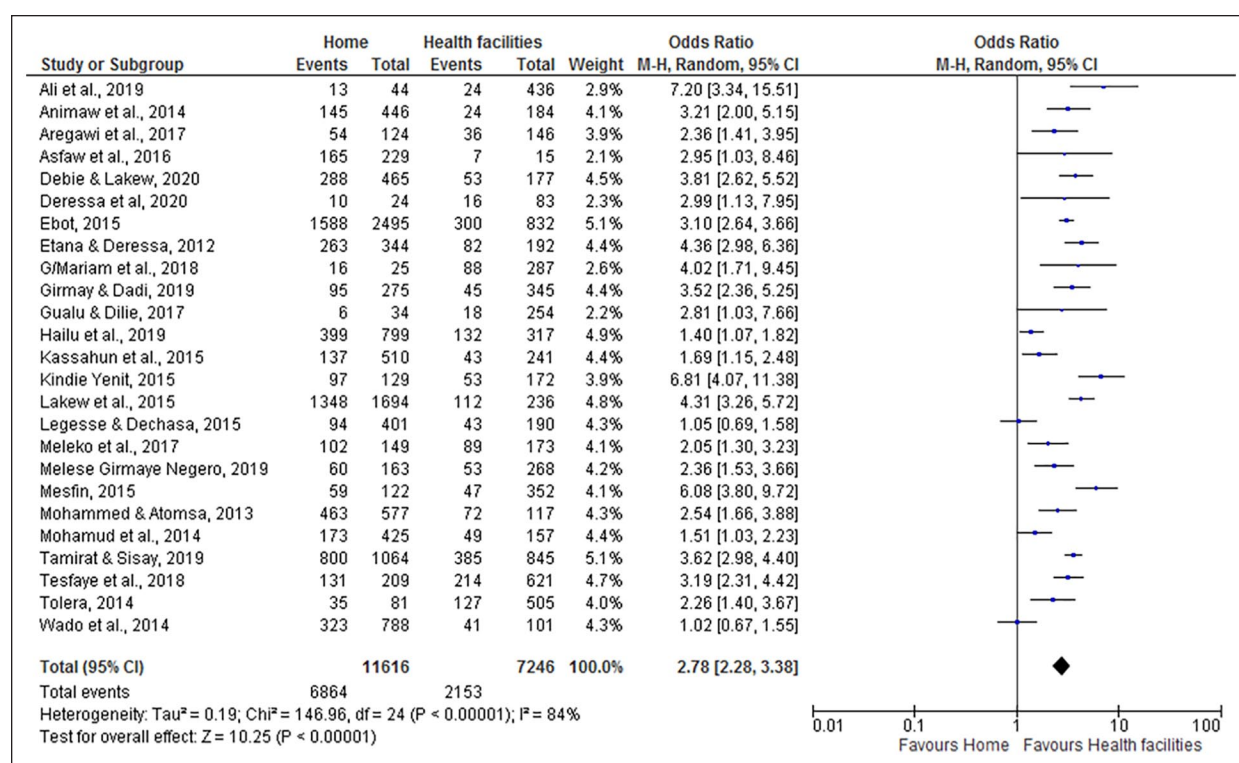 Home Health facilities Odds Ratio Odds Ratio
Study or Subgroup Events Total Events Total Weight M-H, Random, 95% CI M-H, Random, 95% CI
Ali et al., 2019 13 44 24 436 2.9% 7.20 [3.34, 15.51]
Animaw et al., 2014 145 446 24 184 4.1% 3.21 [2.00, 5.15]
Aregawi et al., 2017 54 124 36 146 3.9% 2.36 [1.41, 3.95]
Asfaw et al., 2016 165 229 7 15 2.1% 2.95 [1.03, 8.46]
Debie & Lakew, 2020 288 465 53 177 4.5% 3.81 [2.62, 5.52]
Deressa et al, 2020 10 24 16 83 2.3% 2.99 [1.13, 7.95]
Ebot, 2015 1588 2495 300 832 5.1% 3.10 [2.64, 3.66]
Etana & Deressa, 2012 263 344 82 192 4.4% 4.36 [2.98, 6.36]
G/Mariam et al., 2018 16 25 88 287 2.6% 4.02 [1.71, 9.45]
Girmay & Dadi, 2019 95 275 45 345 4.4% 3.52 [2.36, 5.25]
Gualu & Dilie, 2017 6 34 18 254 2.2% 2.81 [1.03, 7.66]
Hailu et al., 2019 399 799 132 317 4.9% 1.40 [1.07, 1.82]
Kassahun et al., 2015 137 510 43 241 4.4% 1.69 [1.15, 2.48]
Kindie Yenit, 2015 97 129 53 172 3.9% 6.81 [4.07, 11.38]
Lakew et al., 2015 1348 1694 112 236 4.8% 4.31 [3.26, 5.72]
Legesse & Dechasa, 2015 94 401 43 190 4.3% 1.05 [0.69, 1.58]
Meleko et al., 2017 102 149 89 173 4.1% 2.05 [1.30, 3.23]
Melese Girmaye Negero, 2019 60 163 53 268 4.2% 2.36 [1.53, 3.66]
Mesfin, 2015 59 122 47 352 4.1% 6.08 [3.80, 9.72]
Mohammed & Atomsa, 2013 463 577 72 117 4.3% 2.54 [1.66, 3.88]
Mohamud et al., 2014 173 425 49 157 4.4% 1.51 [1.03, 2.23]
Tamirat & Sisay, 2019 800 1064 385 845 5.1% 3.62 [2.98, 4.40]
Tesfaye et al., 2018 131 209 214 621 4.7% 3.19 [2.31, 4.42]
Tolera, 2014 35 81 127 505 4.0% 2.26 [1.40, 3.67]
Wado et al., 2014 323 788 41 101 4.3% 1.02 [0.67, 1.55]
Total (95% CI) 11616 7246 100.0% 2.78 [2.28, 3.38]
Total events 6864 2153
Heterogeneity: Tau² = 0.19; Chi² = 146.96, df = 24 (P < 0.00001); I² = 84%
Test for overall effect: Z = 10.25 (P < 0.00001)
0.01 0.1 1 10 100
Favours Home Favours Health facilities